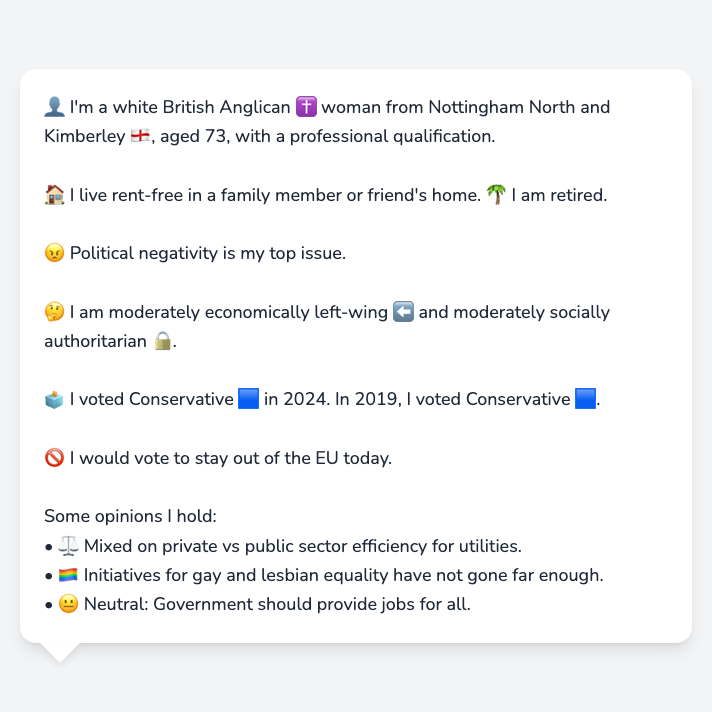 👤 I'm a white British Anglican ✝️ woman from Nottingham North and
Kimberley 🏴󠁧󠁢󠁥󠁮󠁧󠁿, aged 73, with a professional qualification.
🏠 I live rent-free in a family member or friend's home. 🌴 I am retired.
😠 Political negativity is my top issue.
🤔 I am moderately economically left-wing ⬅️ and moderately socially
authoritarian 🔒.
🗳️ I voted Conservative 🟦 in 2024. In 2019, I voted Conservative 🟦.
🚫 I would vote to stay out of the EU today.
Some opinions I hold:
• ⚖️ Mixed on private vs public sector efficiency for utilities.
• 🏳️‍🌈 Initiatives for gay and lesbian equality have not gone far enough.
• 😐 Neutral: Government should provide jobs for all.